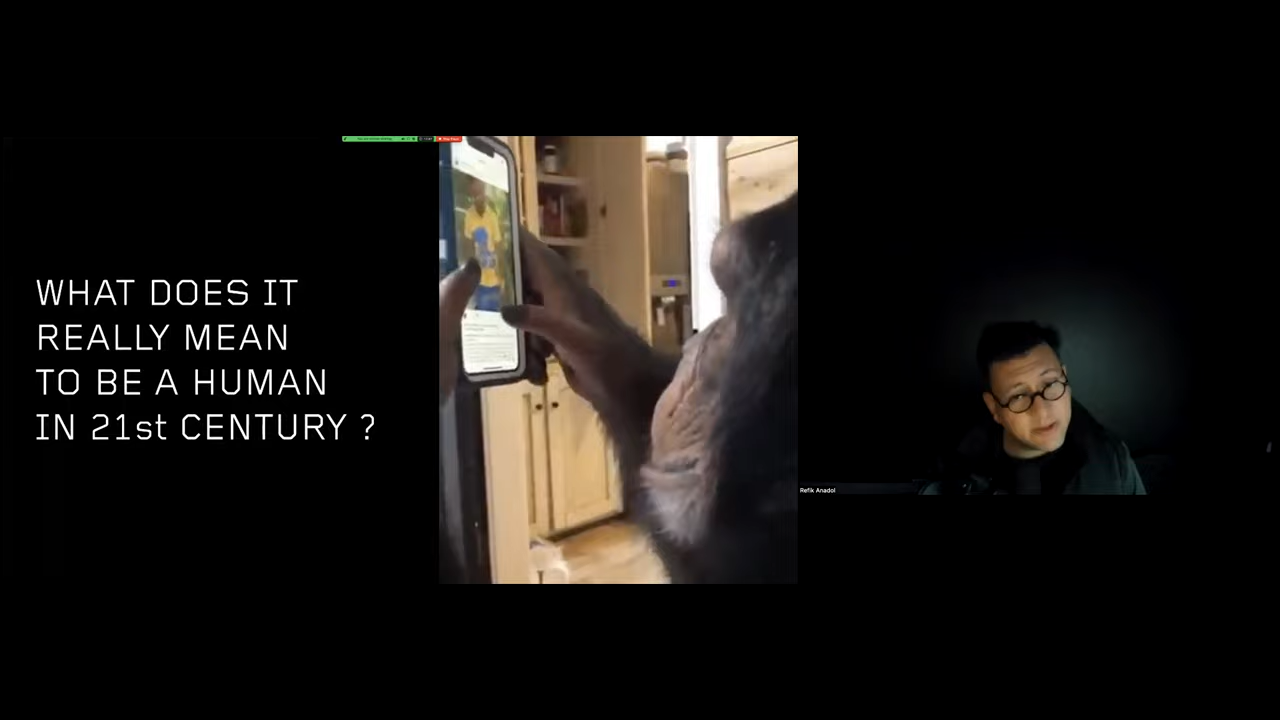 WHAT DOES IT
REALLY MEAN
TO BE A HUMAN
IN 21st CENTURY ?
Refik Anadol